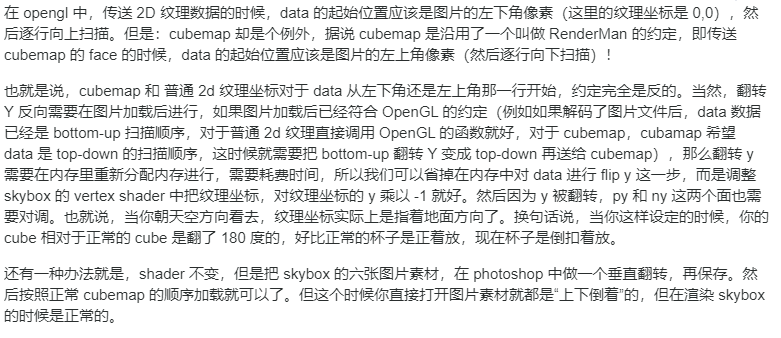 在 opengl 中，传送 2D 纹理数据的时候，data 的起始位置应该是图片的左下角像素（这里的纹理坐标是 0,0），然
后逐行向上扫描。但是：cubemap 却是个例外，据说 cubemap 是沿用了一个叫做 RenderMan 的约定，即传送
cubemap 的 face 的时候，data 的起始位置应该是图片的左上角像素（然后逐行向下扫描）！
也就是说，cubemap 和 普通 2d 纹理坐标对于 data 从左下角还是左上角那一行开始，约定完全是反的。当然，翻转
Y 反向需要在图片加载后进行，如果图片加载后已经符合 OpenGL 的约定（例如如果解码了图片文件后，data 数据
已经是 bottom-up 扫描顺序，对于普通 2d 纹理直接调用 OpenGL 的函数就好，对于 cubemap，cubamap 希望
data 是 top-down 的扫描顺序，这时候就需要把 bottom-up 翻转 Y 变成 top-down 再送给 cubemap），那么翻转 y
需要在内存里重新分配内存进行，需要耗费时间，所以我们可以省掉在内存中对 data 进行 flip y 这一步，而是调整
skybox 的 vertex shader 中把纹理坐标，对纹理坐标的 y 乘以 -1 就好。然后因为 y 被翻转，py 和 ny 这两个面也需
要对调。也就说，当你朝天空方向看去，纹理坐标实际上是指着地面方向了。换句话说，当你这样设定的时候，你的
cube 相对于正常的 cube 是翻了 180 度的，好比正常的杯子是正着放，现在杯子是倒扣着放。
还有一种办法就是，shader 不变，但是把 skybox 的六张图片素材，在 photoshop 中做一个垂直翻转，再保存。然
后按照正常 cubemap 的顺序加载就可以了。但这个时候你直接打开图片素材就都是“上下倒着”的，但在渲染 skybox
的时候是正常的。